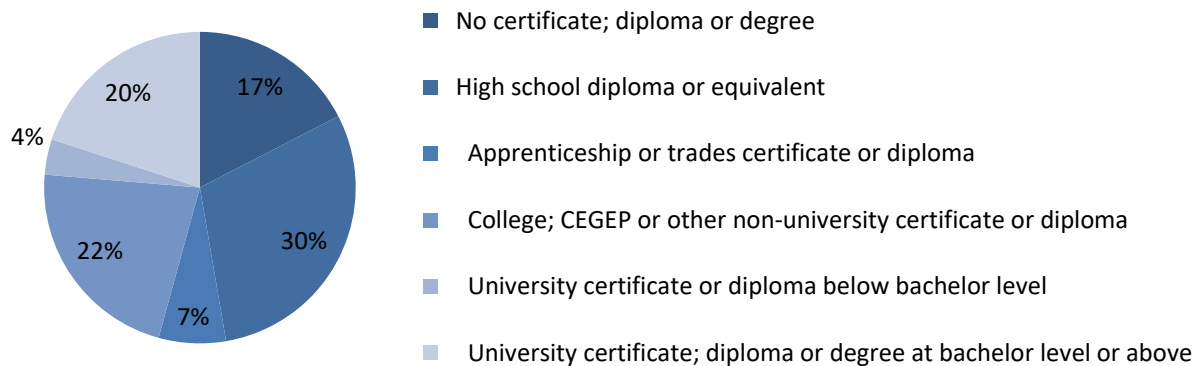 No certificate; diploma or degree
17%
20%
High school diploma or equivalent
4%
Apprenticeship or trades certificate or diploma
College; CEGEP or other non-university certificate or diploma
30%
22%
University certificate or diploma below bachelor level
7%
University certificate; diploma or degree at bachelor level or above